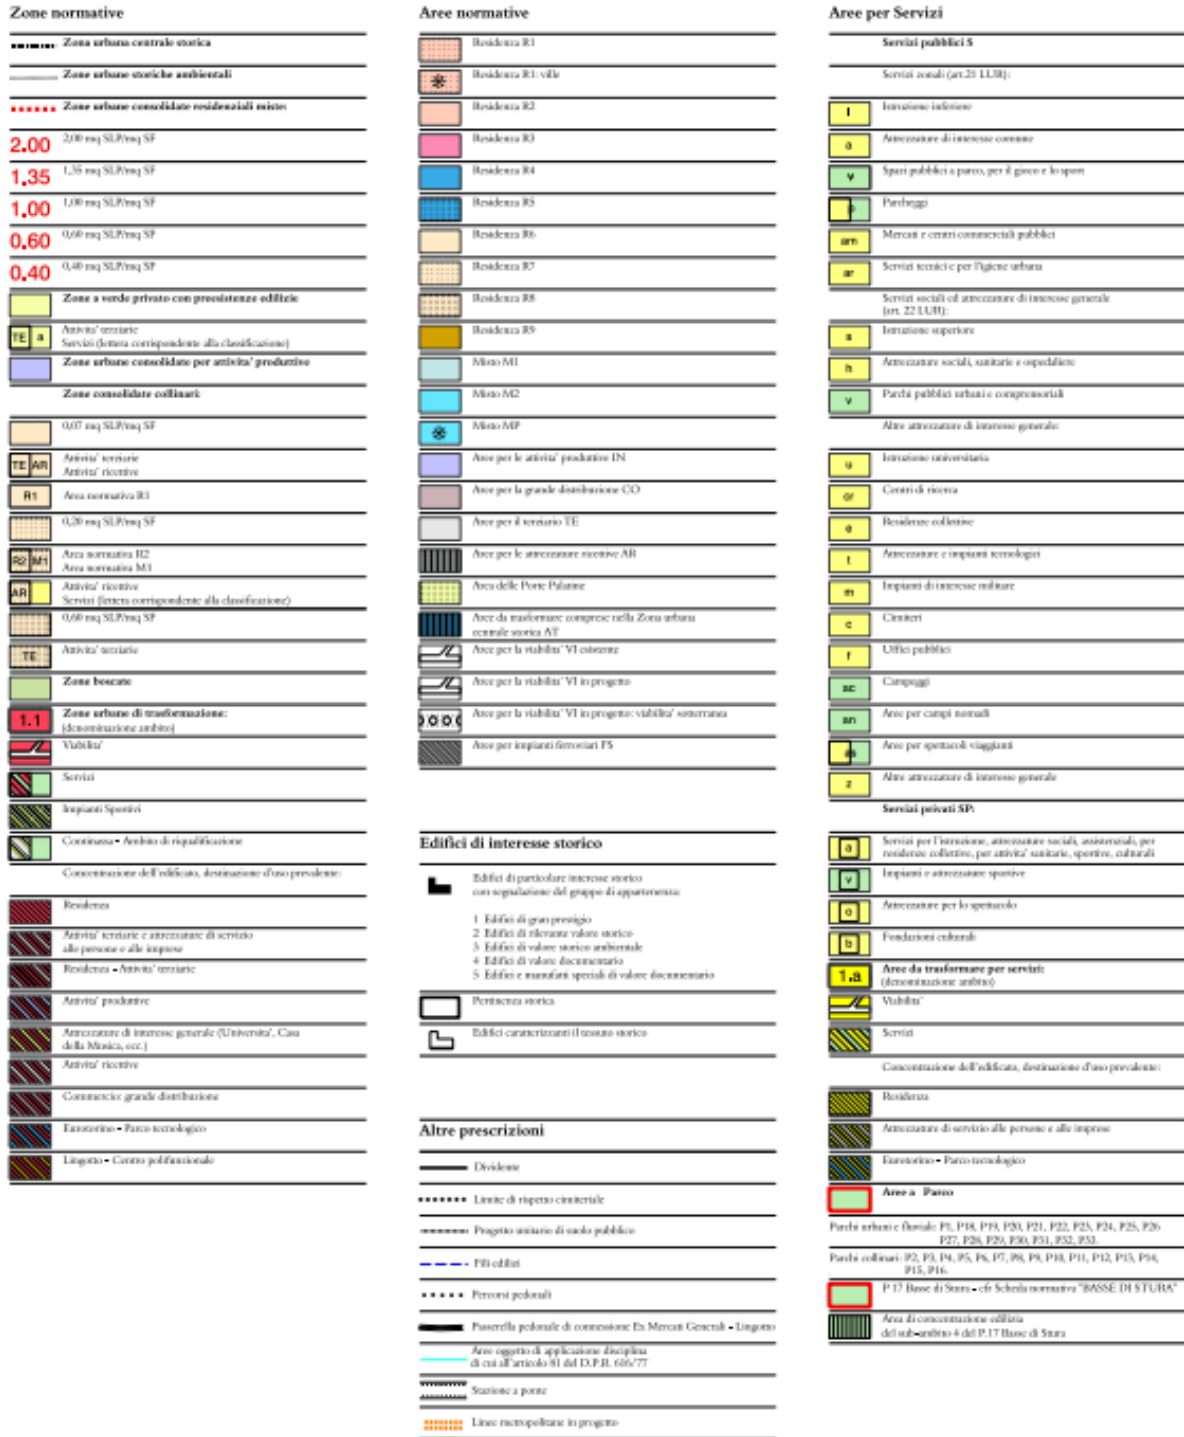 Zone normative
Zona urbana centrale storica
Zone urbane storiche ambientali
Zone urbane consolidate residenziali miste:
2.00 2,00 mq SLP/mq SF
1.35 1,35 mq SLP/mq SF
1.00 1,00 mq SLP/mq SF
0.60 0,60 mq SLP/mq SF
0.40 0,40 mq SLP/mq SF
Zone a verde privato con preesistenze edilizie
TE a Attivita' terziarie
Servizi (lettera corrispondente alla classificazione)
Zone urbane consolidate per attivita' produttive
Zone consolidate collinari:
0,07 mq SLP/mq SF
TE AR Attivita' terziarie
Attivita' ricettive
R1 Area normativa R1
0,20 mq SLP/mq SF
R2 M1 Area normativa R2
Area normativa M1
AR Attivita' ricettive
Servizi (lettera corrispondente alla classificazione)
0,60 mq SLP/mq SF
TE Attivita' terziarie
Zone boscate
1.1 Zone urbane di trasformazione:
(denominazione ambito)
Viabilita'
Servizi
Impianti Sportivi
Continassa - Ambito di riqualificazione
Concentrazione dell'edificato, destinazione d'uso prevalente:
Residenza
Attivita' terziarie e attrezzature di servizio
alle persone e alle imprese
Residenza - Attivita' terziarie
Attivita' produttive
Attrezzature di interesse generale (Universita', Casa
della Musica, ecc.)
Attivita' ricettive
Commercio: grande distribuzione
Eurotorino - Parco tecnologico
Lingotto - Centro polifunzionale
Aree normative
Residenza R1
Residenza R1: ville
Residenza R2
Residenza R3
Residenza R4
Residenza R5
Residenza R6
Residenza R7
Residenza R8
Residenza R9
Misto M1
Misto M2
Misto MP
Aree per le attivita' produttive IN
Aree per la grande distribuzione CO
Aree per il terziario TE
Aree per le attrezzature ricettive AR
Area delle Porte Palatine
Aree da trasformare comprese nella Zona urbana
centrale storica AT
Aree per la viabilita' VI esistente
Aree per la viabilita' VI in progetto
Aree per la viabilita' VI in progetto: viabilita' sotterranea
Aree per impianti ferroviari FS
Edifici di interesse storico
Edifici di particolare interesse storico
con segnalazione del gruppo di appartenenza:
1 Edifici di gran prestigio
2 Edifici di rilevante valore storico
3 Edifici di valore storico ambientale
4 Edifici di valore documentario
5 Edifici e manufatti speciali di valore documentario
Pertinenza storica
Edifici caratterizzanti il tessuto storico
Altre prescrizioni
Dividente
Limite di rispetto cimiteriale
Progetto unitario di suolo pubblico
Fili edilizi
Percorsi pedonali
Passerella pedonale di connessione Ex Mercati Generali - Lingotto
Aree oggetto di applicazione disciplina
di cui all'articolo 81 del D.P.R. 616/77
Stazione a ponte
Linee metropolitane in progetto
Aree per Servizi
Servizi pubblici S
Servizi zonali (art.21 LUR):
I Istruzione inferiore
a Attrezzature di interesse comune
v Spazi pubblici a parco, per il gioco e lo sport
p Parcheggi
am Mercati e centri commerciali pubblici
ar Servizi tecnici e per l'igiene urbana
Servizi sociali ed attrezzature di interesse generale
(art. 22 LUR):
s Istruzione superiore
h Attrezzature sociali, sanitarie e ospedaliere
v Parchi pubblici urbani e comprensoriali
Altre attrezzature di interesse generale:
u Istruzione universitaria
cr Centri di ricerca
e Residenze collettive
t Attrezzature e impianti tecnologici
m Impianti di interesse militare
c Cimiteri
f Uffici pubblici
ac Campeggi
an Aree per campi nomadi
as Aree per spettacoli viaggianti
z Altre attrezzature di interesse generale
Servizi privati SP:
a Servizi per l'istruzione, attrezzature sociali, assistenziali, per
residenze collettive, per attivita' sanitarie, sportive, culturali
v Impianti e attrezzature sportive
o Attrezzature per lo spettacolo
b Fondazioni culturali
1.a Aree da trasformare per servizi:
(denominazione ambito)
Viabilita'
Servizi
Concentrazione dell'edificato, destinazione d'uso prevalente:
Residenza
Attrezzature di servizio alle persone e alle imprese
Eurotorino - Parco tecnologico
Aree a Parco
Parchi urbani e fluviali: P1, P18, P19, P20, P21, P22, P23, P24, P25, P26
P27, P28, P29, P30, P31, P32, P33.
Parchi collinari: P2, P3, P4, P5, P6, P7, P8, P9, P10, P11, P12, P13, P14,
P15, P16.
P 17 Basse di Stura - cfr Scheda normativa "BASSE DI STURA"
Area di concentrazione edilizia
del sub-ambito 4 del P.17 Basse di Stura